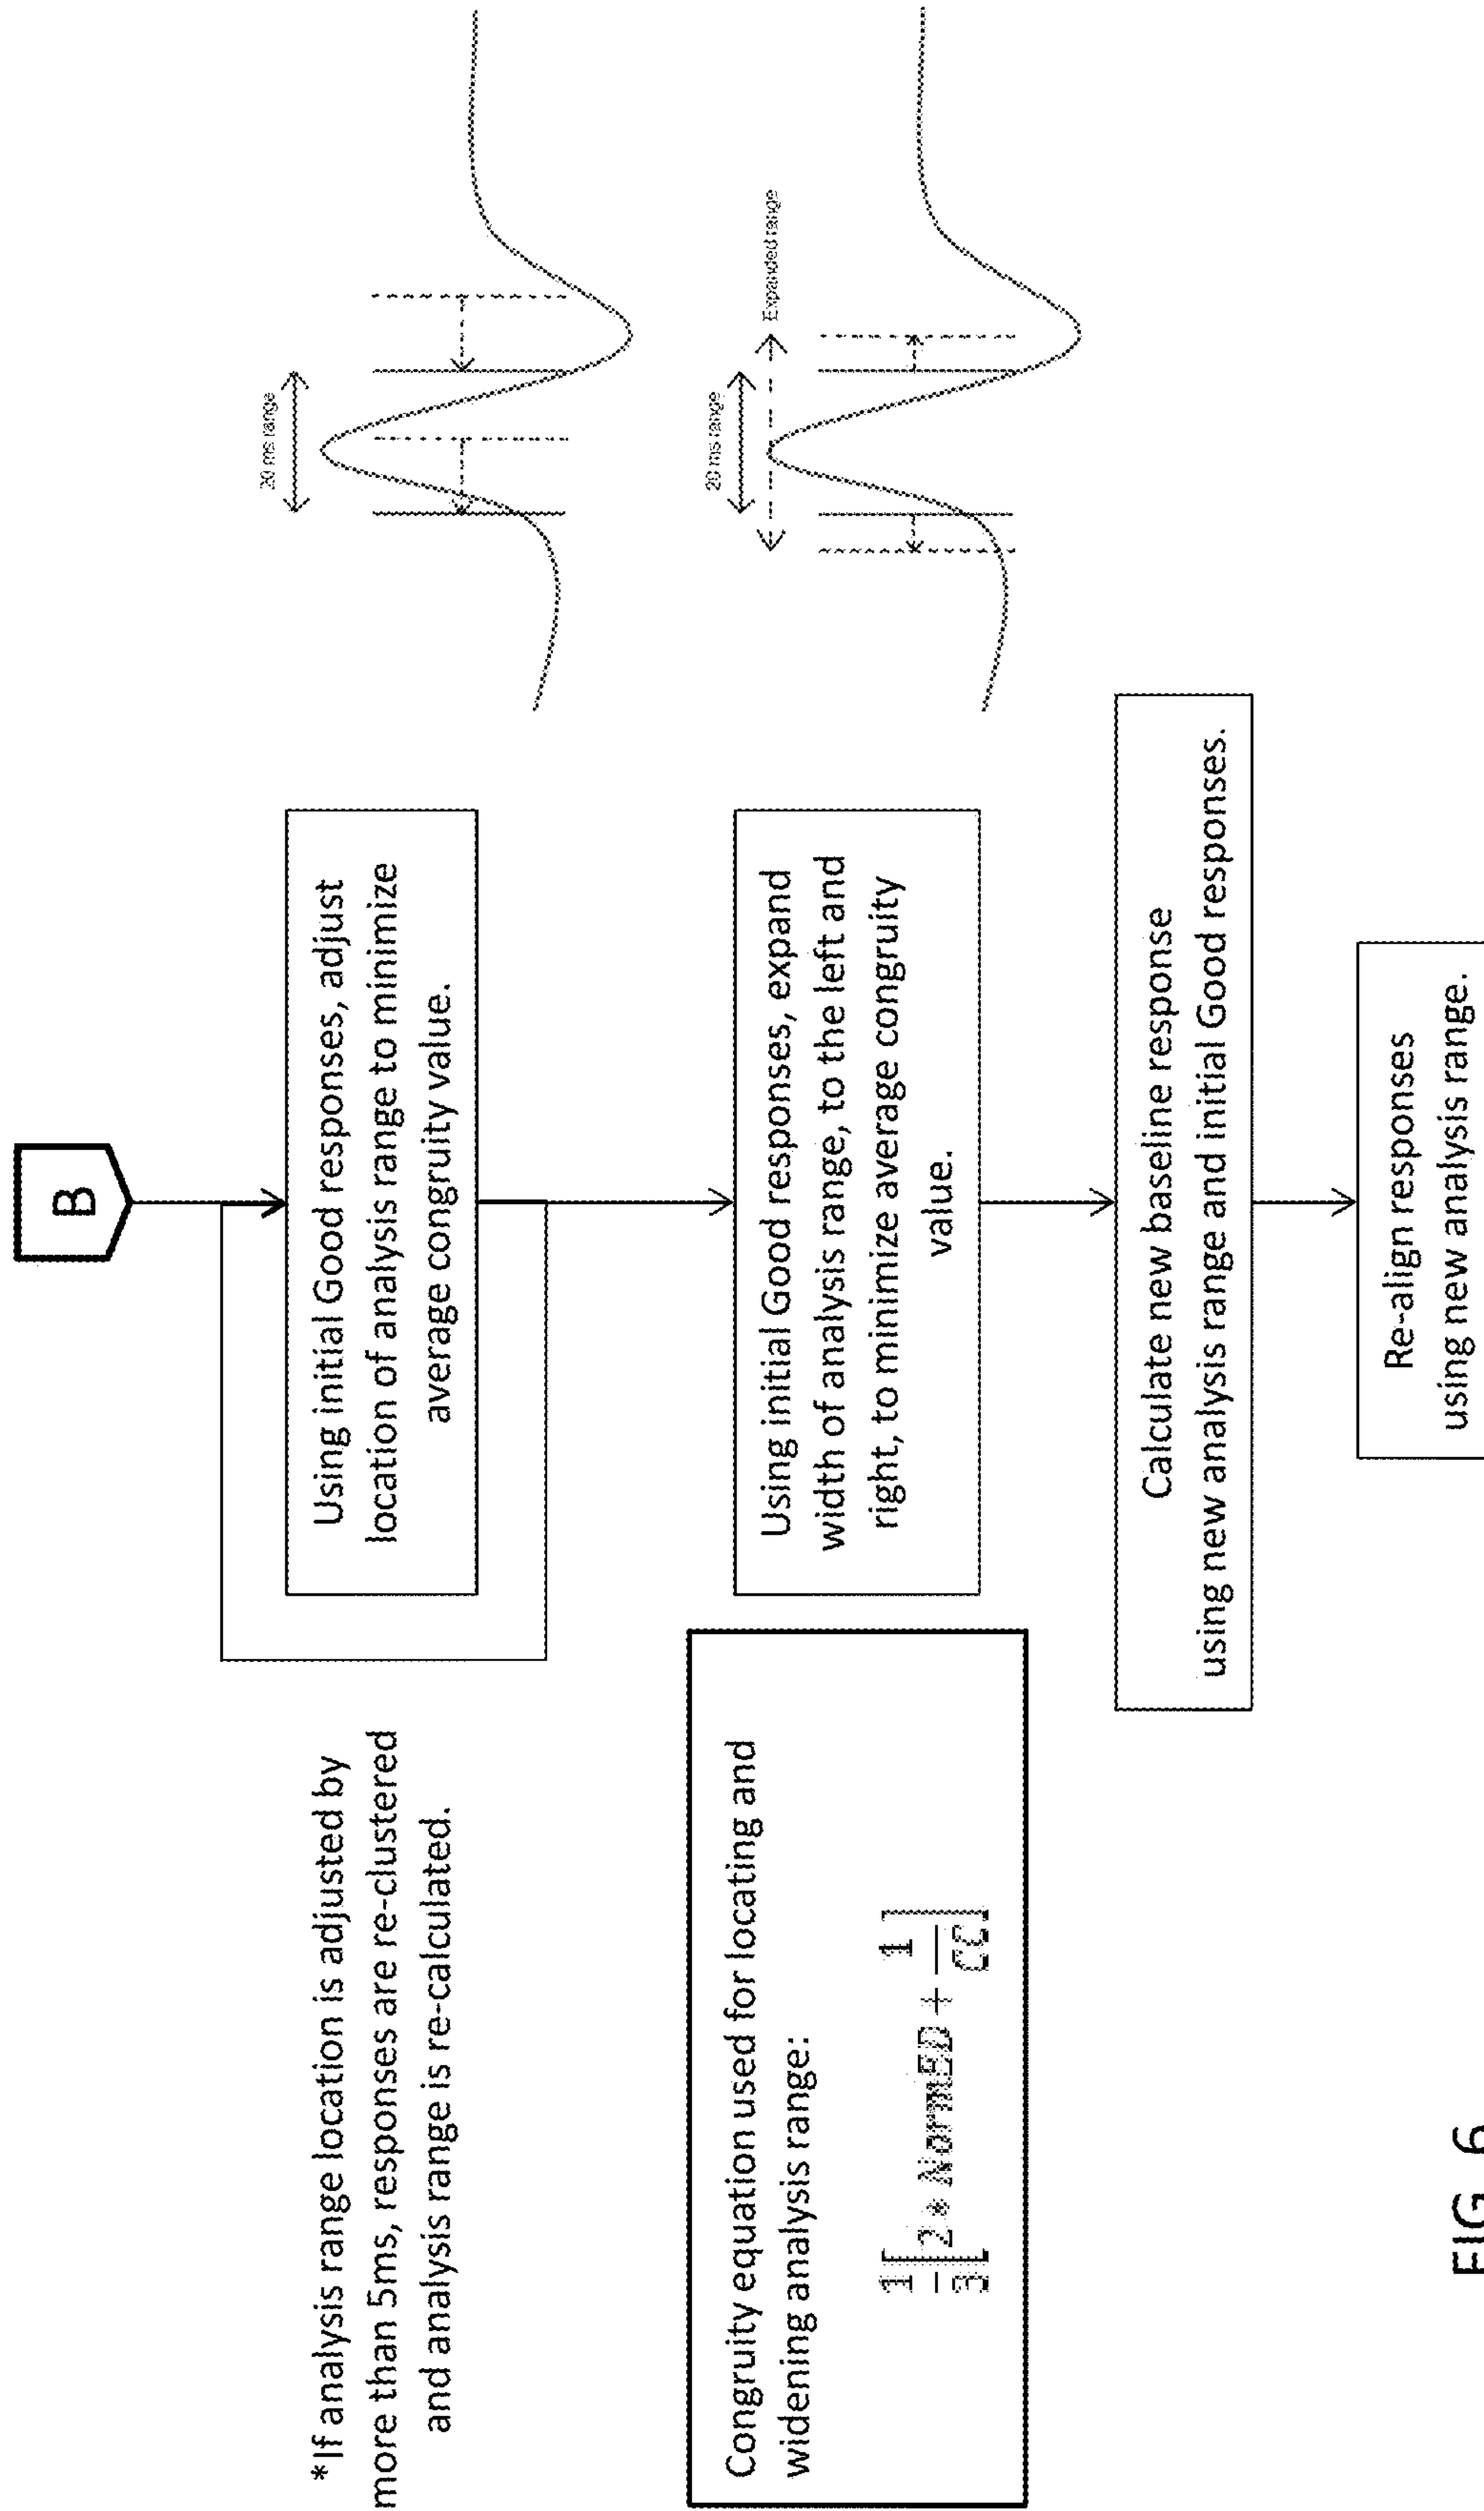 B
*If analysis range location is adjusted by
more than 5ms, responses are re-clustered
and analysis range is re-calculated.
Using initial Good responses, adjust
location of analysis range to minimize
average congruity value.
20 ms range
Congruity equation used for locating and
widening analysis range:
1/3[2 * NormED + 1/CC]
Using initial Good responses, expand
width of analysis range, to the left and
right, to minimize average congruity
value.
20 ms range
Expanded range
Calculate new baseline response
using new analysis range and initial Good responses.
Re-align responses
using new analysis range.
FIG. 6